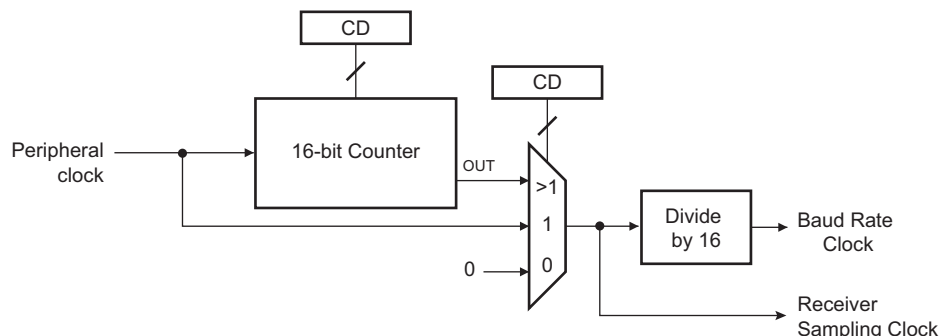 CD
CD
Peripheral
clock
16-bit Counter
OUT
>1
1
0
0
Divide
by 16
Baud Rate
Clock
Receiver
Sampling Clock